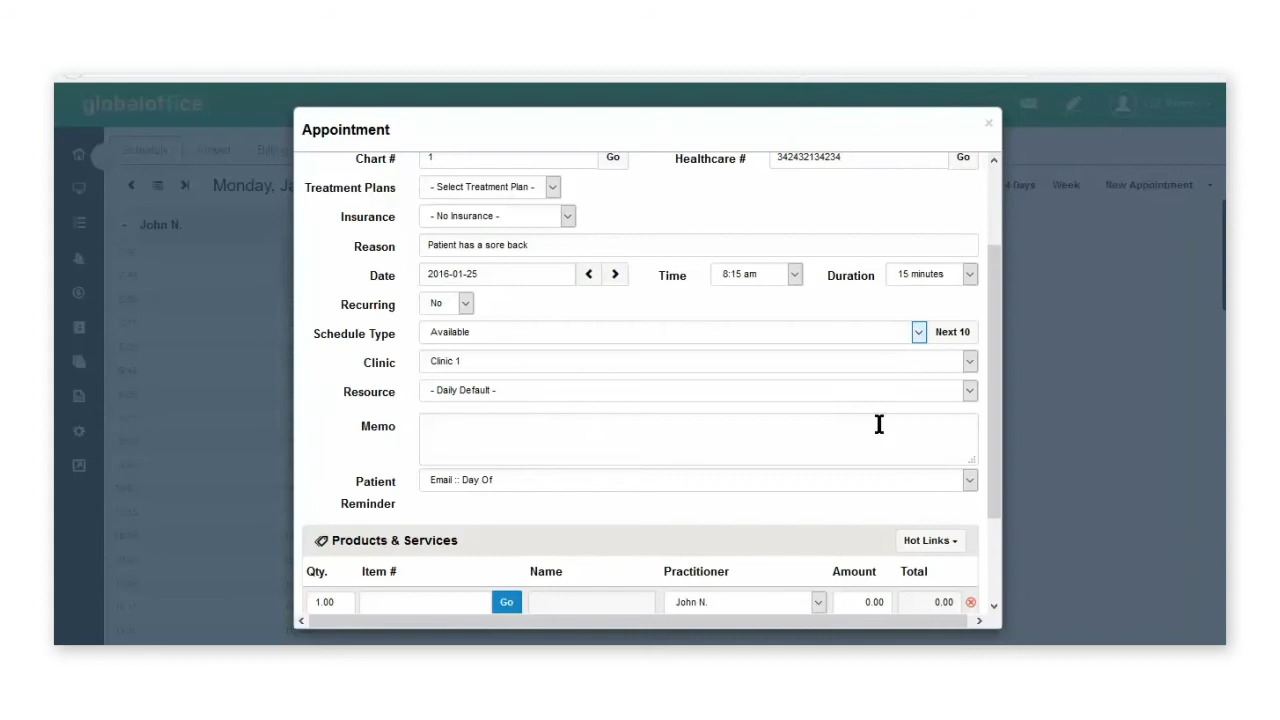 globaloffice
Appointment
Chart # 1 Go Healthcare # 342432134234 Go
Treatment Plans - Select Treatment Plan -
Insurance - No Insurance -
Reason Patient has a sore back
Date 2016-01-25 Time 8:15 am Duration 15 minutes
Recurring No
Schedule Type Available Next 10
Clinic Clinic 1
Resource - Daily Default -
Memo
Patient Reminder Email :: Day Of
Products & Services Hot Links
Qty. Item # Name Practitioner Amount Total
1.00 Go John N. 0.00 0.00
Schedule
Monday, Ja
Days Week New Appointment
- John N.